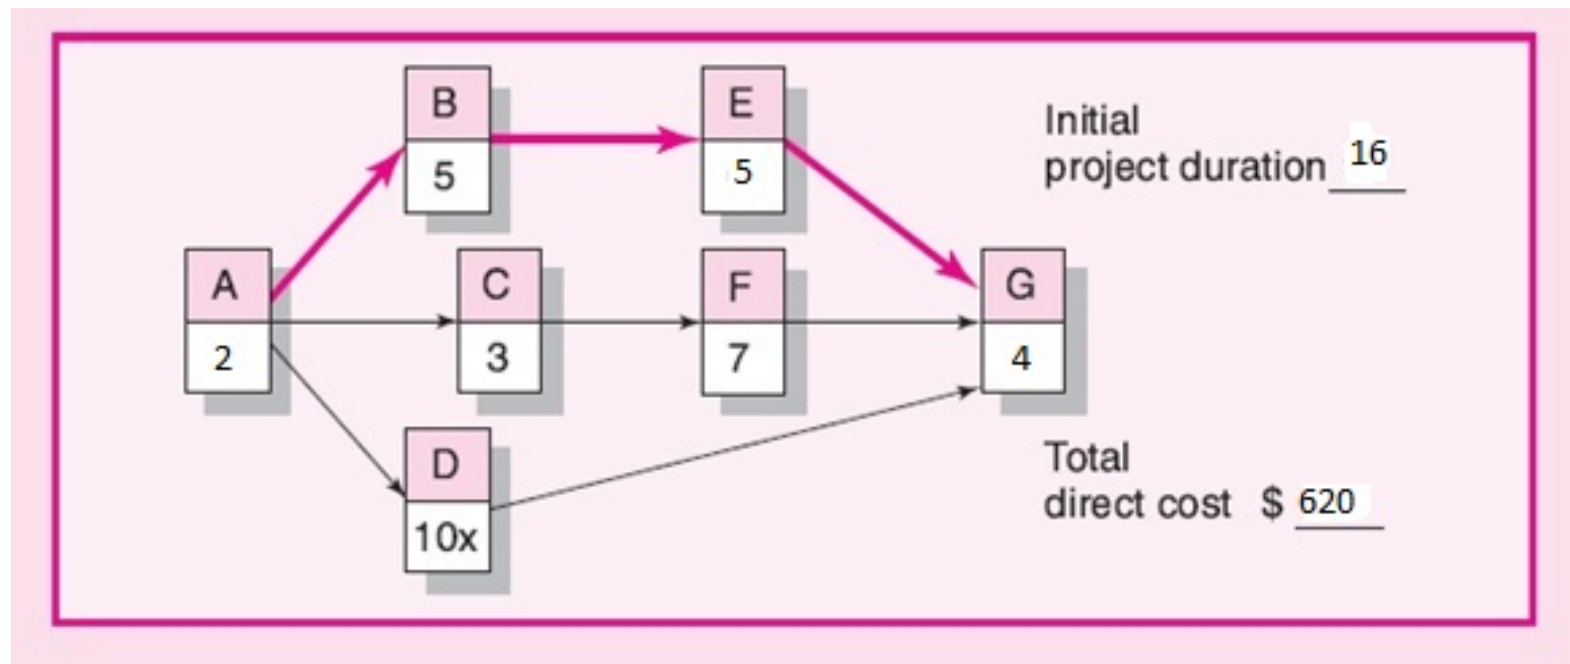 B
5
E
5
Initial
project duration 16
A
2
C
3
F
7
G
4
D
10x
Total
direct cost $ 620